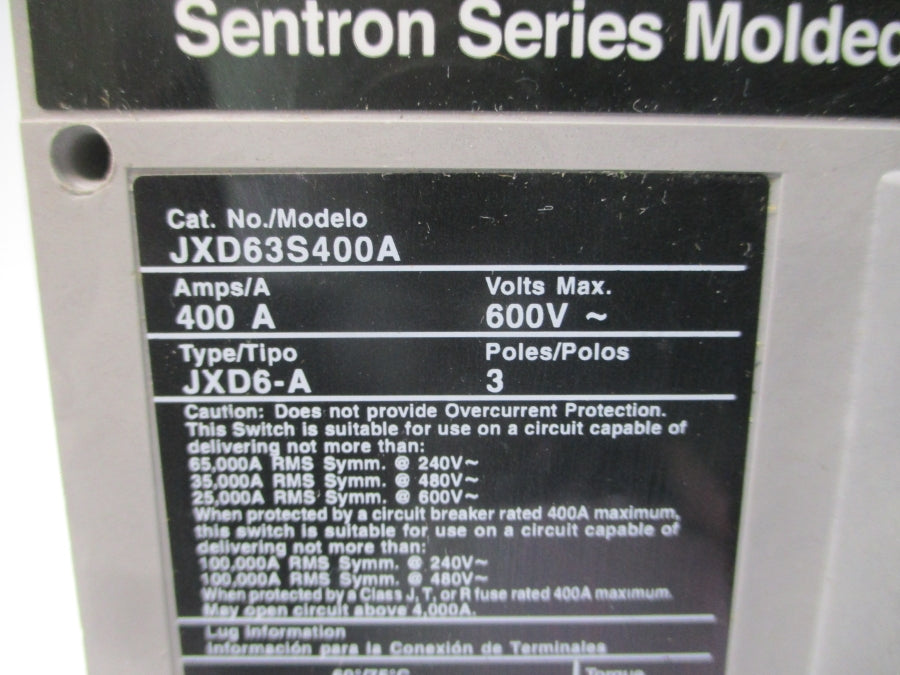 Sentron Series Molded
Cat. No./Modelo
JXD63S400A
Amps/A Volts Max.
400 A 600V ~
Type/Tipo Poles/Polos
JXD6-A 3
Caution: Does not provide Overcurrent Protection.
This Switch is suitable for use on a circuit capable of
delivering not more than:
65,000A RMS Symm. @ 240V~
35,000A RMS Symm. @ 480V~
25,000A RMS Symm. @ 600V~
When protected by a circuit breaker rated 400A maximum,
this switch is suitable for use on a circuit capable of
delivering not more than:
100,000A RMS Symm. @ 240V~
100,000A RMS Symm. @ 480V~
When protected by a Class J, T, or R fuse rated 400A maximum.
May open circuit above 4,000A.
Lug Information
Información para la Conexión de Terminales
60°/75°C Torque